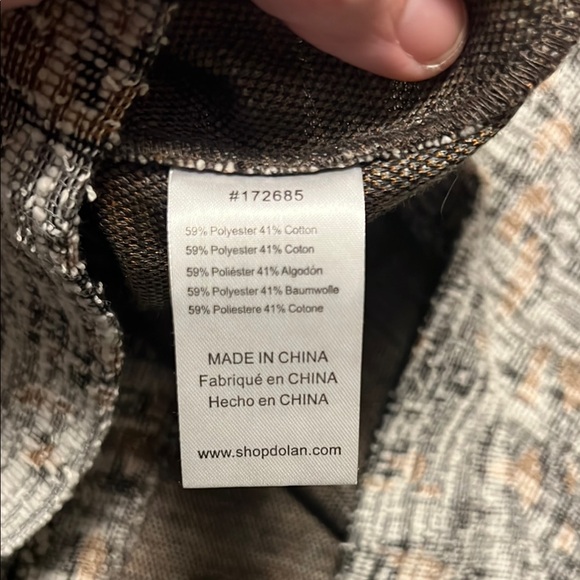 #172685
59% Polyester 41% Cotton
59% Polyester 41% Coton
59% Poliéster 41% Algodón
59% Polyester 41% Baumwolle
59% Poliestere 41% Cotone
MADE IN CHINA
Fabriqué en CHINA
Hecho en CHINA
www.shopdolan.com